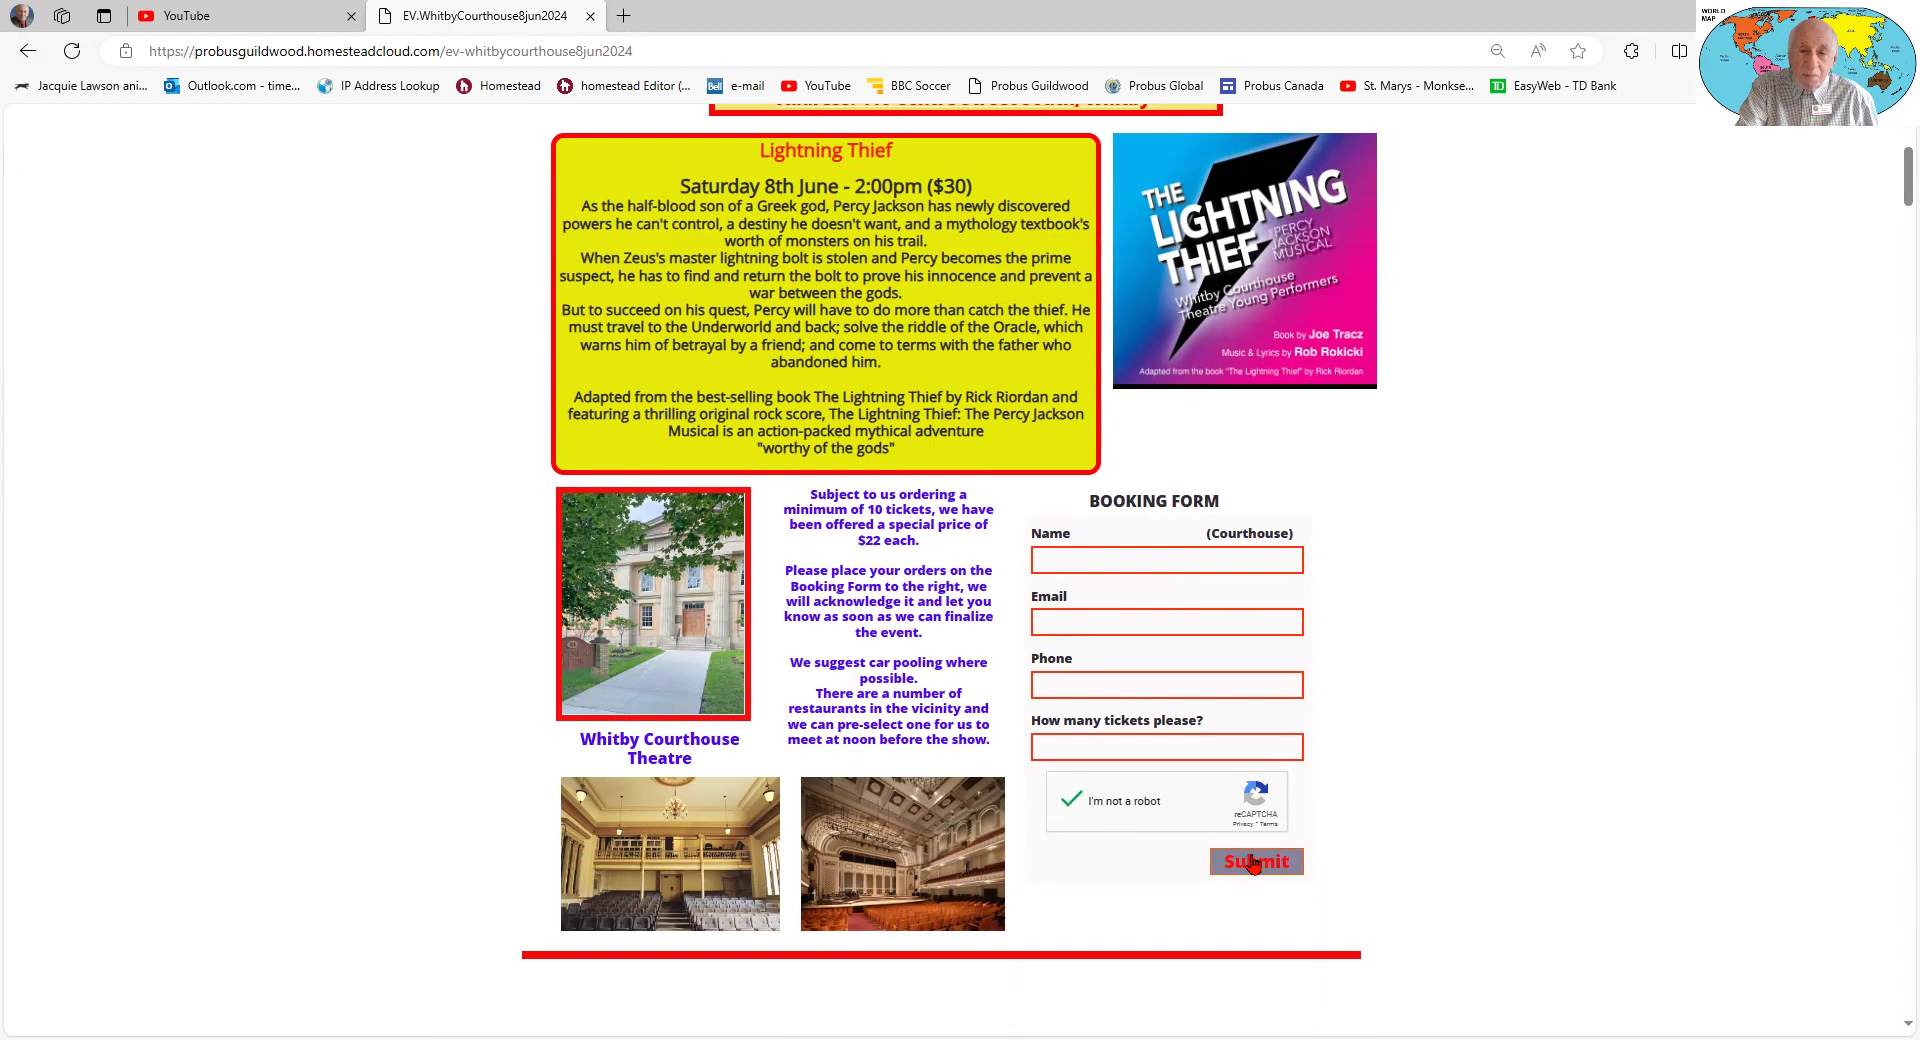 YouTube
EV.WhitbyCourthouse8jun2024
https://probusguildwood.homesteadcloud.com/ev-whitbycourthouse8jun2024
Jacquie Lawson ani...
Outlook.com - time...
IP Address Lookup
Homestead
homestead Editor (...
Bell
e-mail
YouTube
BBC Soccer
Probus Guildwood
Probus Global
Probus Canada
St. Marys - Monkse...
TD
EasyWeb - TD Bank
WORLD
MAP
Lightning Thief
Saturday 8th June - 2:00pm ($30)
As the half-blood son of a Greek god, Percy Jackson has newly discovered
powers he can't control, a destiny he doesn't want, and a mythology textbook's
worth of monsters on his trail.
When Zeus's master lightning bolt is stolen and Percy becomes the prime
suspect, he has to find and return the bolt to prove his innocence and prevent a
war between the gods.
But to succeed on his quest, Percy will have to do more than catch the thief. He
must travel to the Underworld and back; solve the riddle of the Oracle, which
warns him of betrayal by a friend; and come to terms with the father who
abandoned him.
Adapted from the best-selling book The Lightning Thief by Rick Riordan and
featuring a thrilling original rock score, The Lightning Thief: The Percy Jackson
Musical is an action-packed mythical adventure
"worthy of the gods"
THE
LIGHTNING
THIEF
PERCY
JACKSON
MUSICAL
Whitby Courthouse
Theatre Young Performers
Book by Joe Tracz
Music & Lyrics by Rob Rokicki
Adapted from the book "The Lightning Thief" by Rick Riordan
Whitby Courthouse
Theatre
Subject to us ordering a
minimum of 10 tickets, we have
been offered a special price of
$22 each.
Please place your orders on the
Booking Form to the right, we
will acknowledge it and let you
know as soon as we can finalize
the event.
We suggest car pooling where
possible.
There are a number of
restaurants in the vicinity and
we can pre-select one for us to
meet at noon before the show.
BOOKING FORM
Name (Courthouse)
Email
Phone
How many tickets please?
I'm not a robot
reCAPTCHA
Privacy - Terms
Submit